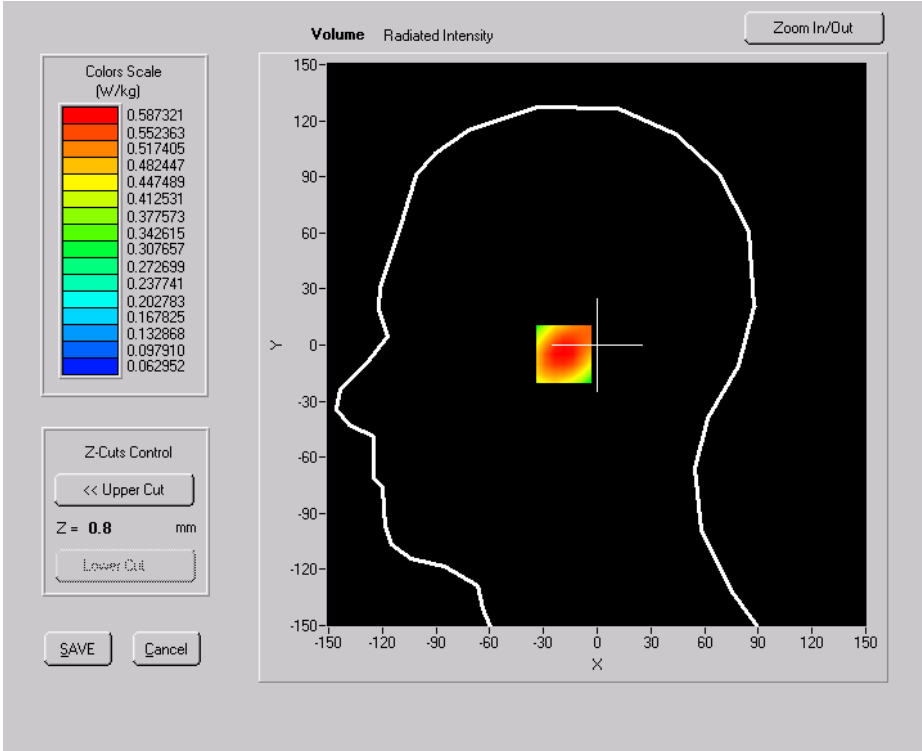 Volume Radiated Intensity
Zoom In/Out
Colors Scale
(W/kg)
0.587321
0.552363
0.517405
0.482447
0.447489
0.412531
0.377573
0.342615
0.307657
0.272699
0.237741
0.202783
0.167825
0.132868
0.097910
0.062952
Z-Cuts Control
<< Upper Cut
Z = 0.8 mm
Lower Cut
SAVE
Cancel
150
120
90
60
30
0
-30
-60
-90
-120
-150
Y
-150 -120 -90 -60 -30 0 30 60 90 120 150
X